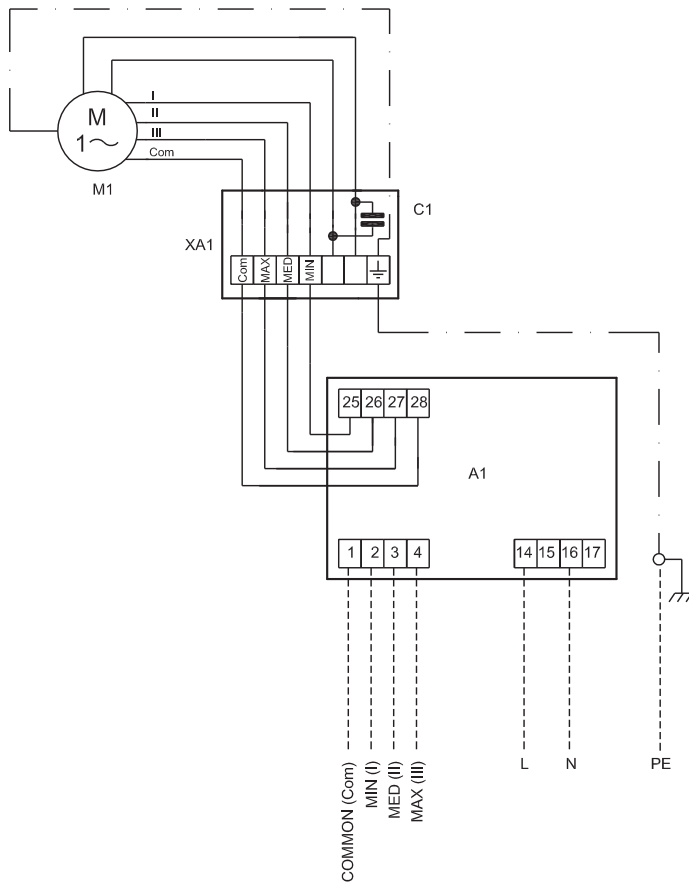 I
II
M
1～
III
Com
M1
C1
XA1
Com
MAX
MED
MIN
25 26 27 28
A1
1 2 3 4
14 15 16 17
COMMON (Com)
MIN (I)
MED (II)
MAX (III)
L
N
PE